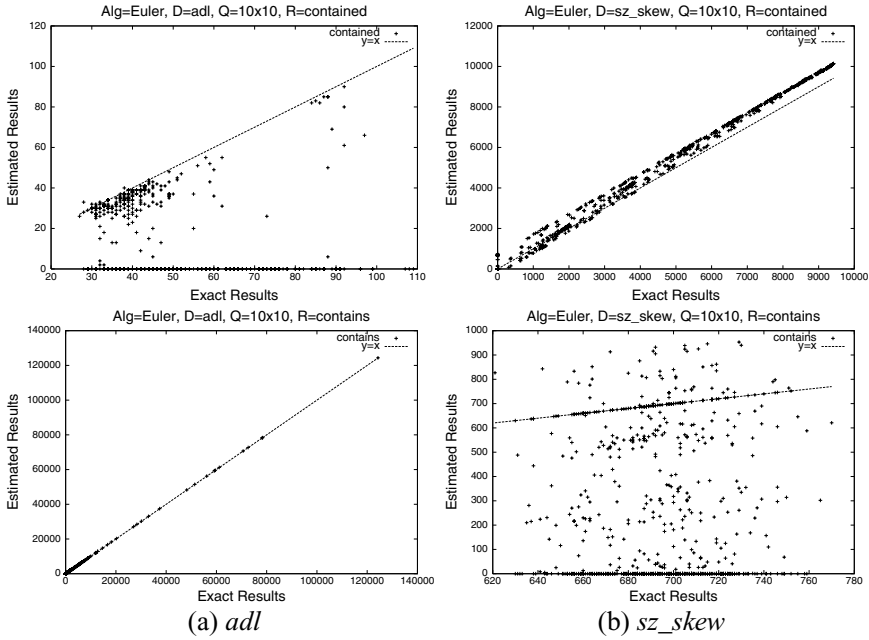 Alg=Euler, D=adl, Q=10x10, R=contained
contained
y=x
Estimated Results
120
100
80
60
40
20
0
20 30 40 50 60 70 80 90 100 110
Exact Results
Alg=Euler, D=sz_skew, Q=10x10, R=contained
contained
y=x
Estimated Results
12000
10000
8000
6000
4000
2000
0
0 1000 2000 3000 4000 5000 6000 7000 8000 9000 10000
Exact Results
Alg=Euler, D=adl, Q=10x10, R=contains
contains
y=x
Estimated Results
140000
120000
100000
80000
60000
40000
20000
0
0 20000 40000 60000 80000 100000 120000 140000
Exact Results
(a) adl
Alg=Euler, D=sz_skew, Q=10x10, R=contains
contains
y=x
Estimated Results
1000
900
800
700
600
500
400
300
200
100
0
620 640 660 680 700 720 740 760 780
Exact Results
(b) sz_skew